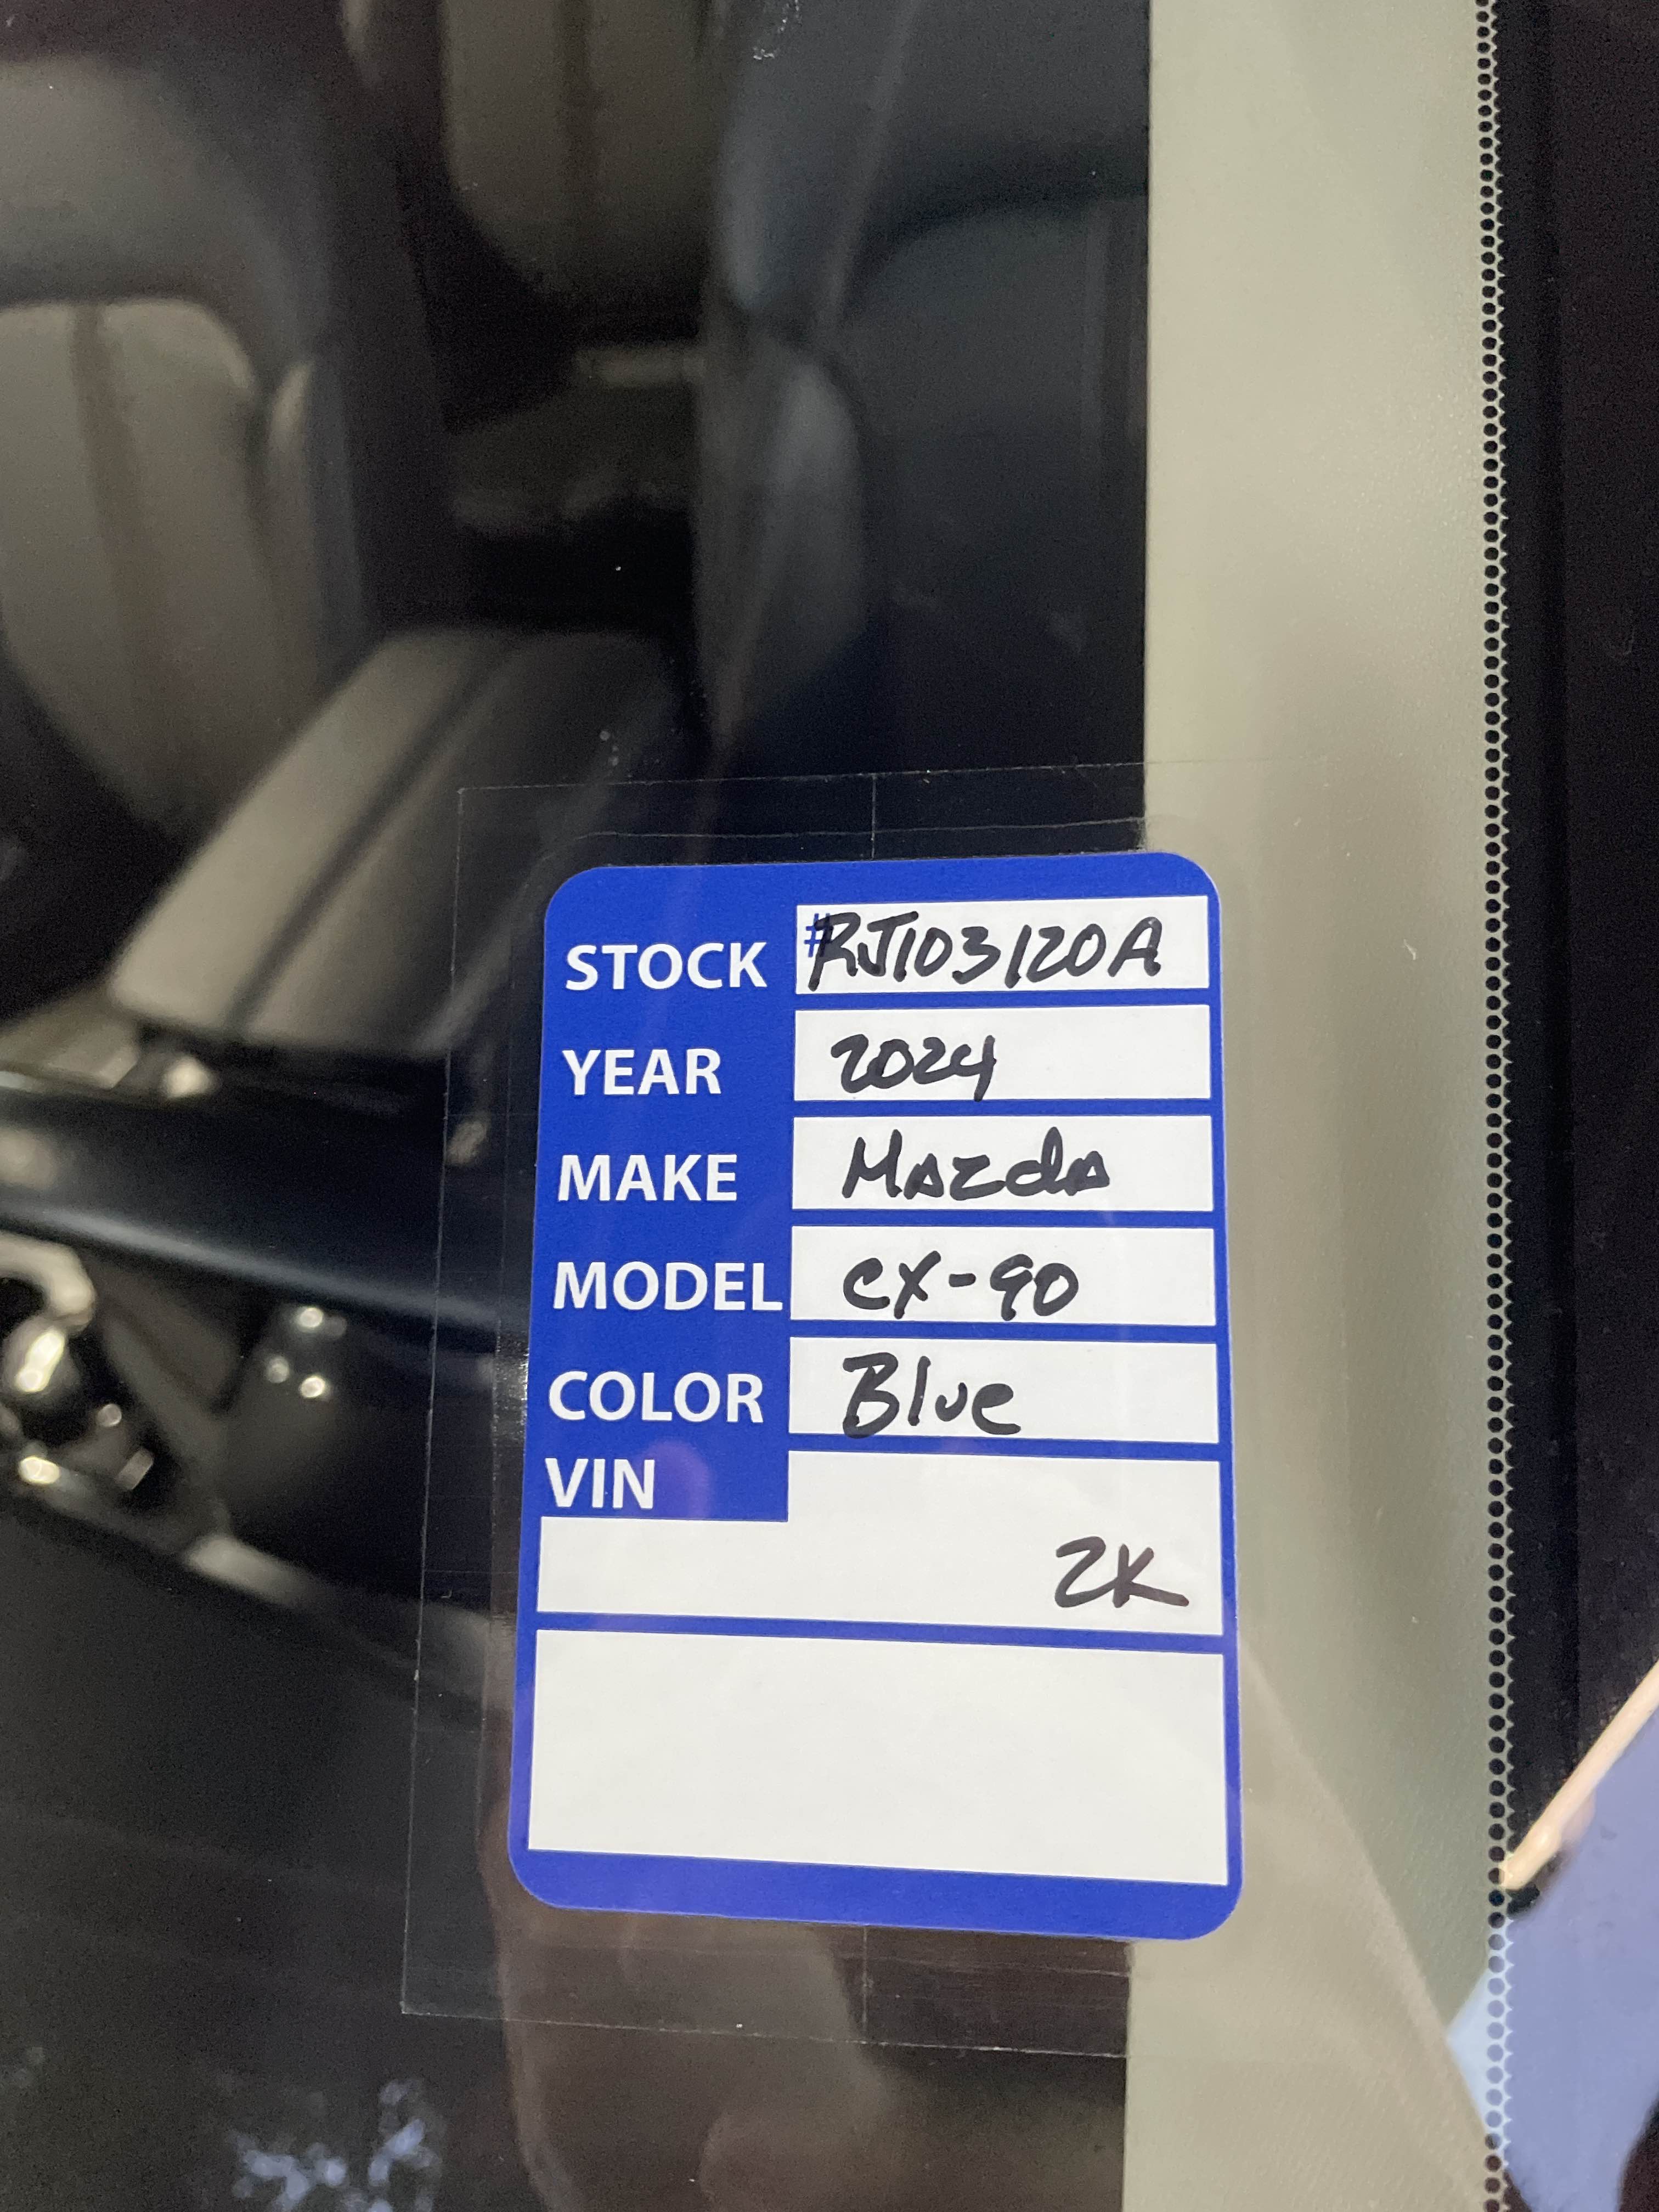 STOCK #RJ103120A
YEAR 2024
MAKE Mazda
MODEL CX-90
COLOR Blue
VIN
2K